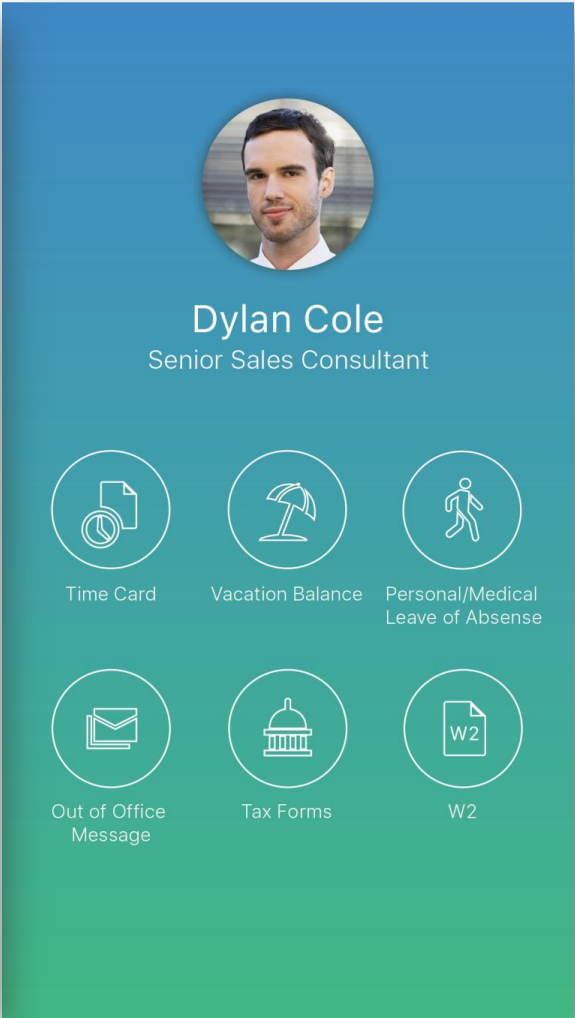 Dylan Cole
Senior Sales Consultant
Time Card
Vacation Balance
Personal/Medical
Leave of Absense
Out of Office
Message
Tax Forms
W2
W2